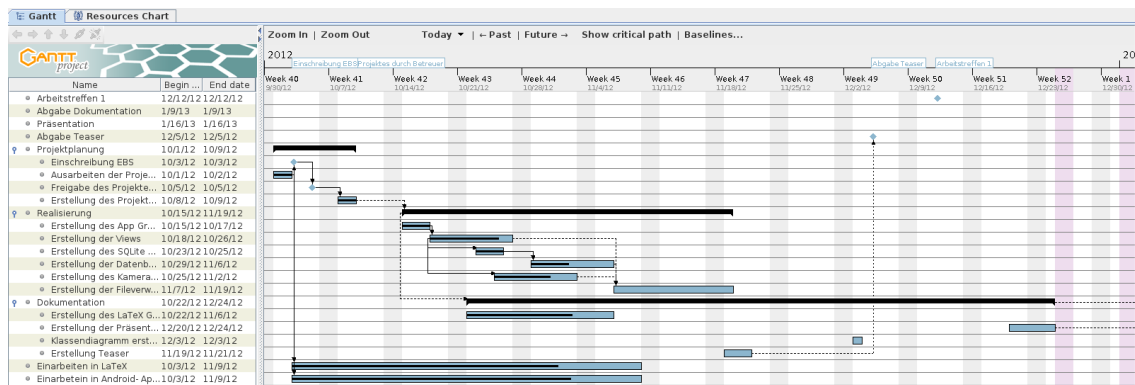 Gantt Resources Chart
Zoom In | Zoom Out Today | ←Past Future → Show critical path | Baselines...
GANTT project
2012 20
Einschreibung EBS Projektes durch Betreuer Abgabe Teaser Arbeitstreffen 1
Name Begin ... End date
Week 40 Week 41 Week 42 Week 43 Week 44 Week 45 Week 46 Week 47 Week 48 Week 49 Week 50 Week 51 Week 52 Week 1
9/30/12 10/7/12 10/14/12 10/21/12 10/28/12 11/4/12 11/11/12 11/18/12 11/25/12 12/2/12 12/9/12 12/16/12 12/23/12 12/30/12
Arbeitstreffen 1 12/12/12 12/12/12
Abgabe Dokumentation 1/9/13 1/9/13
Präsentation 1/16/13 1/16/13
Abgabe Teaser 12/5/12 12/5/12
Projektplanung 10/1/12 10/9/12
Einschreibung EBS 10/3/12 10/3/12
Ausarbeiten der Proje... 10/1/12 10/2/12
Freigabe des Projekte... 10/5/12 10/5/12
Erstellung des Projekt... 10/8/12 10/9/12
Realisierung 10/15/12 11/19/12
Erstellung des App Gr... 10/15/12 10/17/12
Erstellung der Views 10/18/12 10/26/12
Erstellung des SQLite ... 10/23/12 10/25/12
Erstellung der Datenb... 10/29/12 11/6/12
Erstellung des Kamera... 10/25/12 11/2/12
Erstellung der Fileverw... 11/7/12 11/19/12
Dokumentation 10/22/12 12/24/12
Erstellung des LaTeX G... 10/22/12 11/6/12
Erstellung der Präsent... 12/20/12 12/24/12
Klassendiagramm erst... 12/3/12 12/3/12
Erstellung Teaser 11/19/12 11/21/12
Einarbeiten in LaTeX 10/3/12 11/9/12
Einarbetein in Android- Ap... 10/3/12 11/9/12